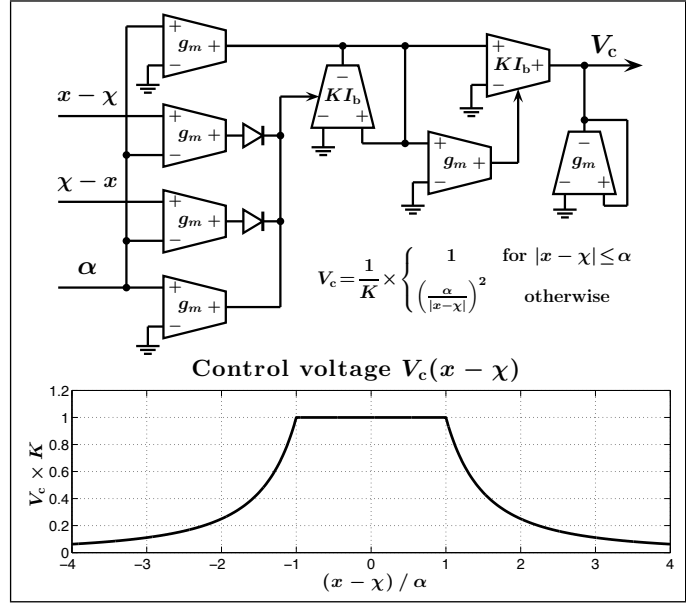 +
g_m +
−
+
−
K I_b +
V_c
x − χ
+
g_m +
−
−
K I_b
−
+
+
g_m +
−
−
g_m
−
+
χ − x
+
g_m +
−
α
+
g_m +
−
V_c = 1/K × { 1 for |x − χ| ≤ α
(α/|x−χ|)^2 otherwise
Control voltage V_c(x − χ)
1.2
1
0.8
0.6
0.4
0.2
0
V_c × K
−4 −3 −2 −1 0 1 2 3 4
(x − χ) / α